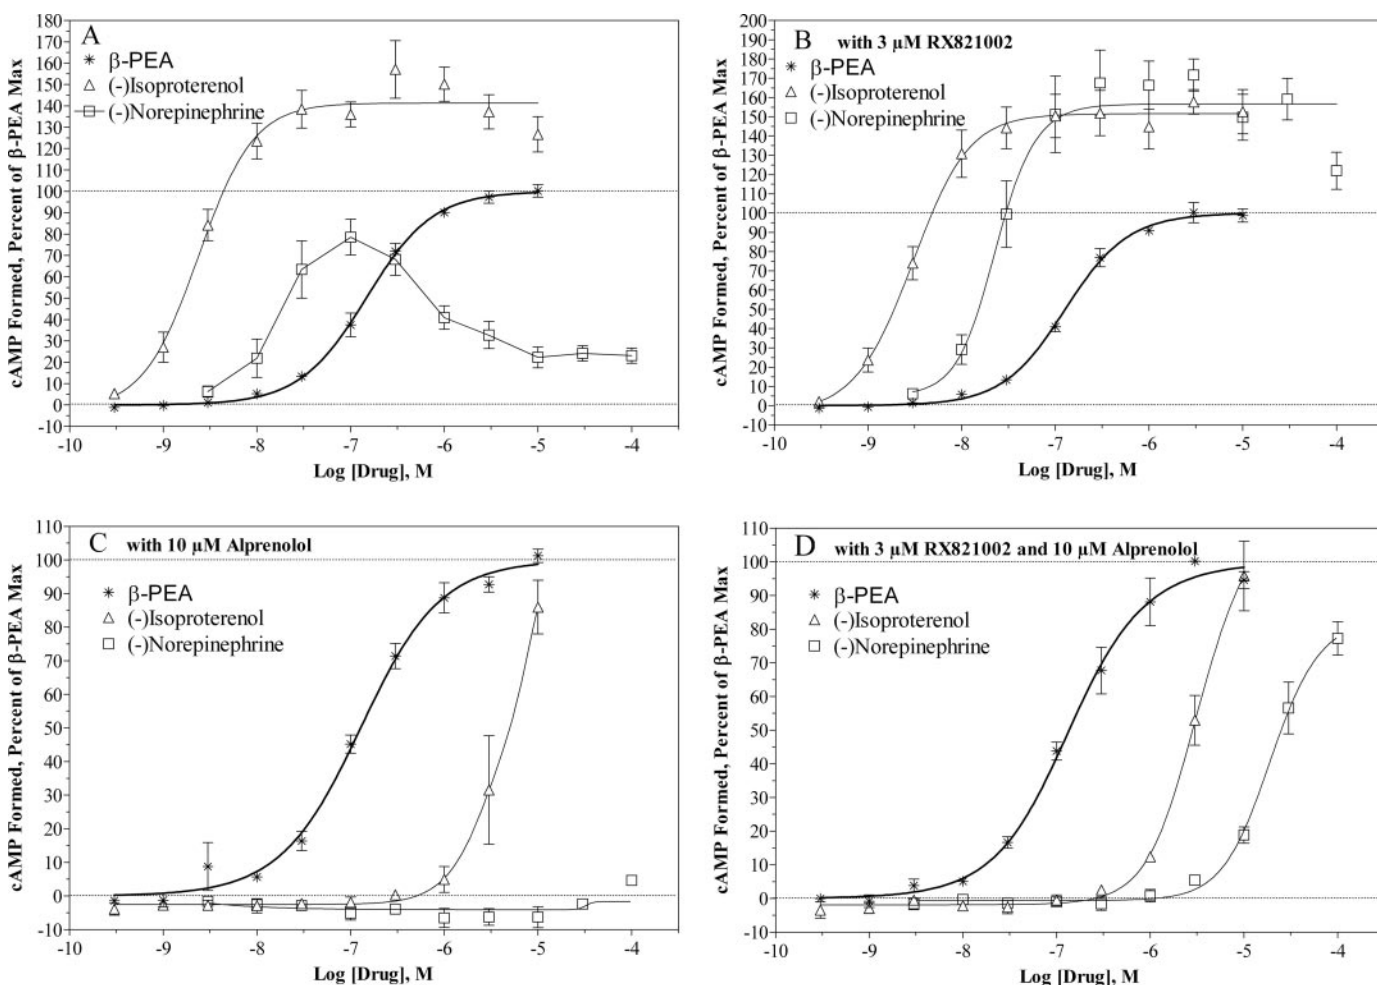 A
β-PEA
(-)Isoproterenol
(-)Norepinephrine
cAMP Formed, Percent of β-PEA Max
180
170
160
150
140
130
120
110
100
90
80
70
60
50
40
30
20
10
0
-10
-10 -9 -8 -7 -6 -5 -4
Log [Drug], M
B with 3 µM RX821002
β-PEA
(-)Isoproterenol
(-)Norepinephrine
cAMP Formed, Percent of β-PEA Max
200
190
180
170
160
150
140
130
120
110
100
90
80
70
60
50
40
30
20
10
0
-10
-10 -9 -8 -7 -6 -5 -4
Log [Drug], M
C with 10 µM Alprenolol
β-PEA
(-)Isoproterenol
(-)Norepinephrine
cAMP Formed, Percent of β-PEA Max
110
100
90
80
70
60
50
40
30
20
10
0
-10
-10 -9 -8 -7 -6 -5 -4
Log [Drug], M
D with 3 µM RX821002 and 10 µM Alprenolol
β-PEA
(-)Isoproterenol
(-)Norepinephrine
cAMP Formed, Percent of β-PEA Max
110
100
90
80
70
60
50
40
30
20
10
0
-10
-10 -9 -8 -7 -6 -5 -4
Log [Drug], M